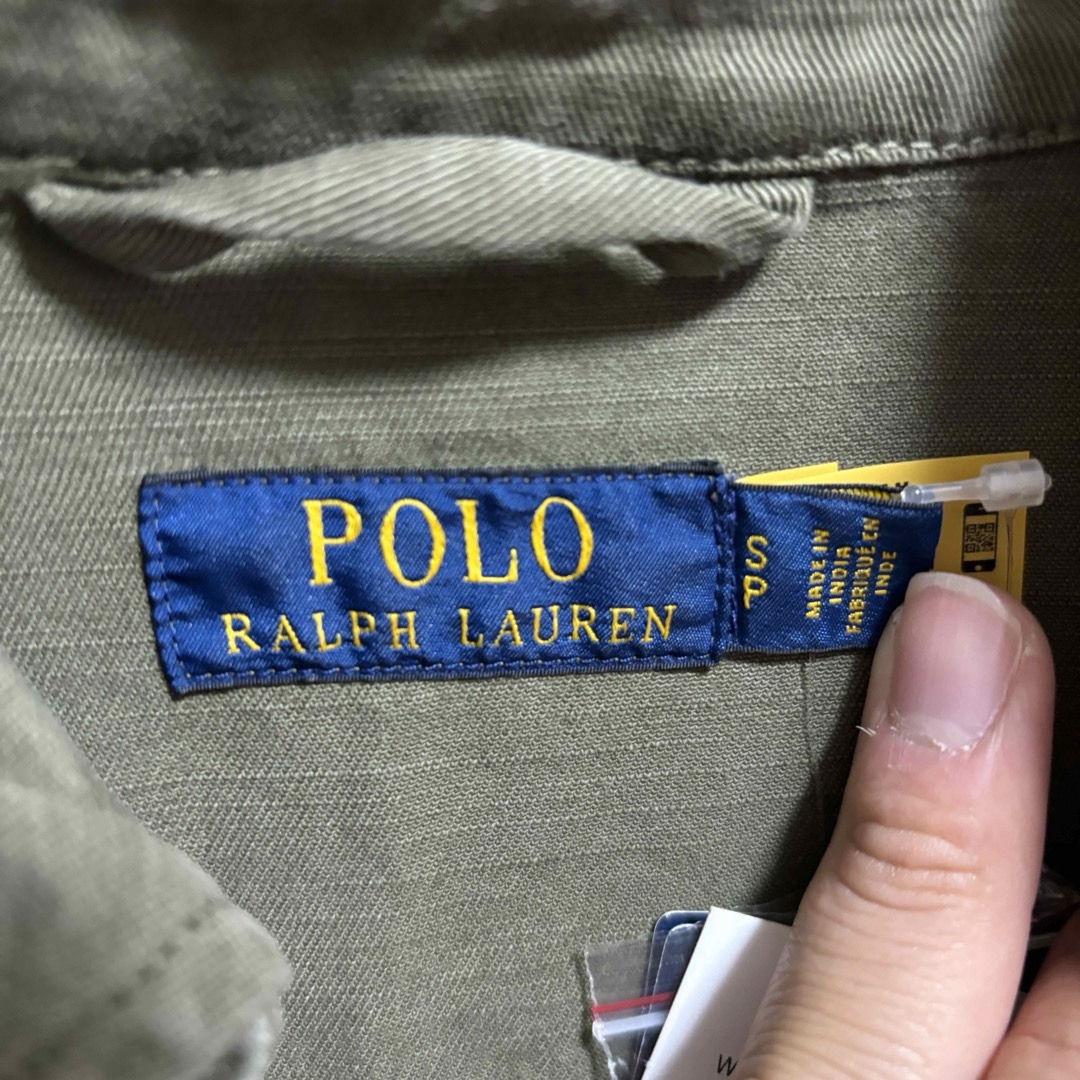 POLO
RALPH LAUREN
S
P
MADE IN
INDIA
FABRIQUÉ EN
INDE
W